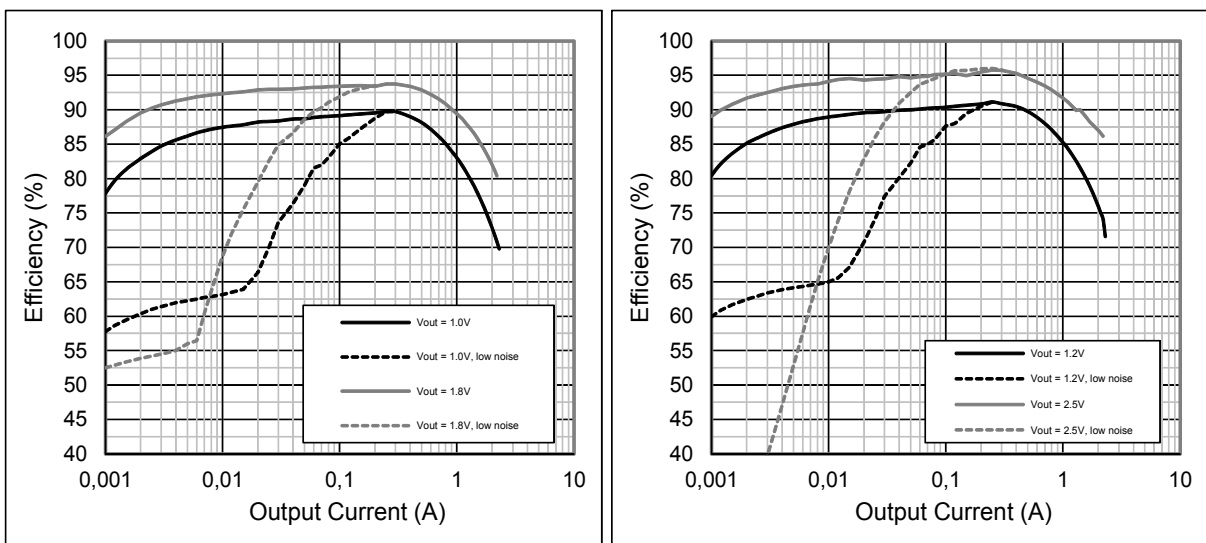 100
95
90
85
80
75
70
65
60
55
50
45
40
Efficiency (%)
0,001 0,01 0,1 1 10
Output Current (A)
Vout = 1.0V
Vout = 1.0V, low noise
Vout = 1.8V
Vout = 1.8V, low noise
100
95
90
85
80
75
70
65
60
55
50
45
40
Efficiency (%)
0,001 0,01 0,1 1 10
Output Current (A)
Vout = 1.2V
Vout = 1.2V, low noise
Vout = 2.5V
Vout = 2.5V, low noise